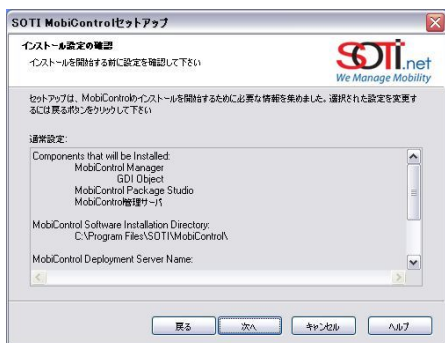 SOTI MobiControlセットアップ
インストール設定の確認
インストールを開始する前に設定を確認して下さい
SOTI.net
We Manage Mobility
セットアップは、MobiControlのインストールを開始するために必要な情報を集めました。選択された設定を変更す
るには戻るボタンをクリックして下さい
通常設定:
Components that will be Installed:
MobiControl Manager
GDI Object
MobiControl Package Studio
MobiControl管理サーバ
MobiControl Software Installation Directory:
C:\Program Files\SOTI\MobiControl\
MobiControl Deployment Server Name:
戻る
次へ
キャンセル
ヘルプ